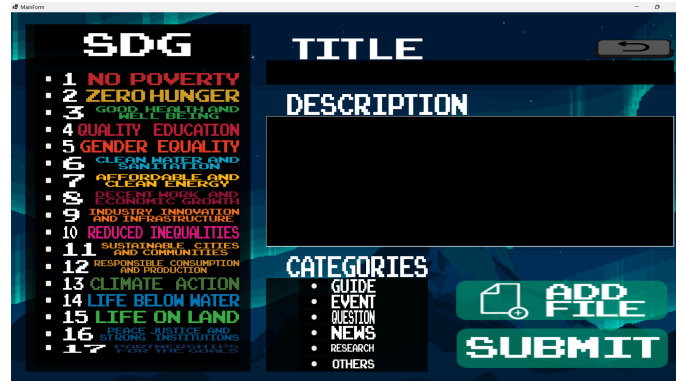 MainForm
SDG
1 NO POVERTY
2 ZERO HUNGER
3 GOOD HEALTH AND
WELL BEING
4 QUALITY EDUCATION
5 GENDER EQUALITY
6 CLEAN WATER AND
SANITATION
7 AFFORDABLE AND
CLEAN ENERGY
8 DECENT WORK AND
ECONOMIC GROWTH
9 INDUSTRY INNOVATION
AND INFRASTRUCTURE
10 REDUCED INEQUALITIES
11 SUSTAINABLE CITIES
AND COMMUNITIES
12 RESPONSIBLE CONSUMPTION
AND PRODUCTION
13 CLIMATE ACTION
14 LIFE BELOW WATER
15 LIFE ON LAND
16 PEACE JUSTICE AND
STRONG INSTITUTIONS
17 PARTNERSHIPS
FOR THE GOALS
TITLE
DESCRIPTION
CATEGORIES
• GUIDE
• EVENT
• QUESTION
• NEWS
• RESEARCH
• OTHERS
ADD
FILE
SUBMIT